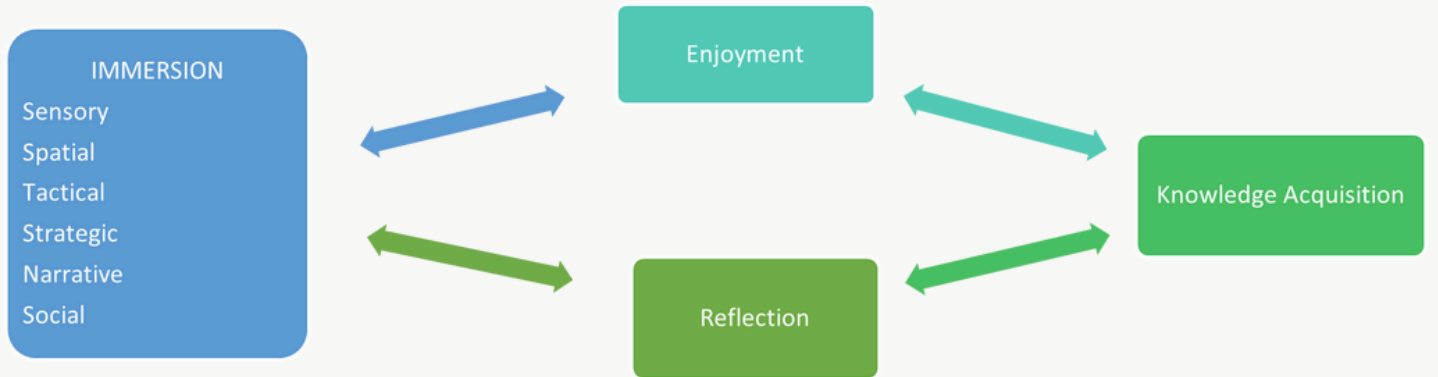 IMMERSION
Sensory
Spatial
Tactical
Strategic
Narrative
Social
Enjoyment
Reflection
Knowledge Acquisition